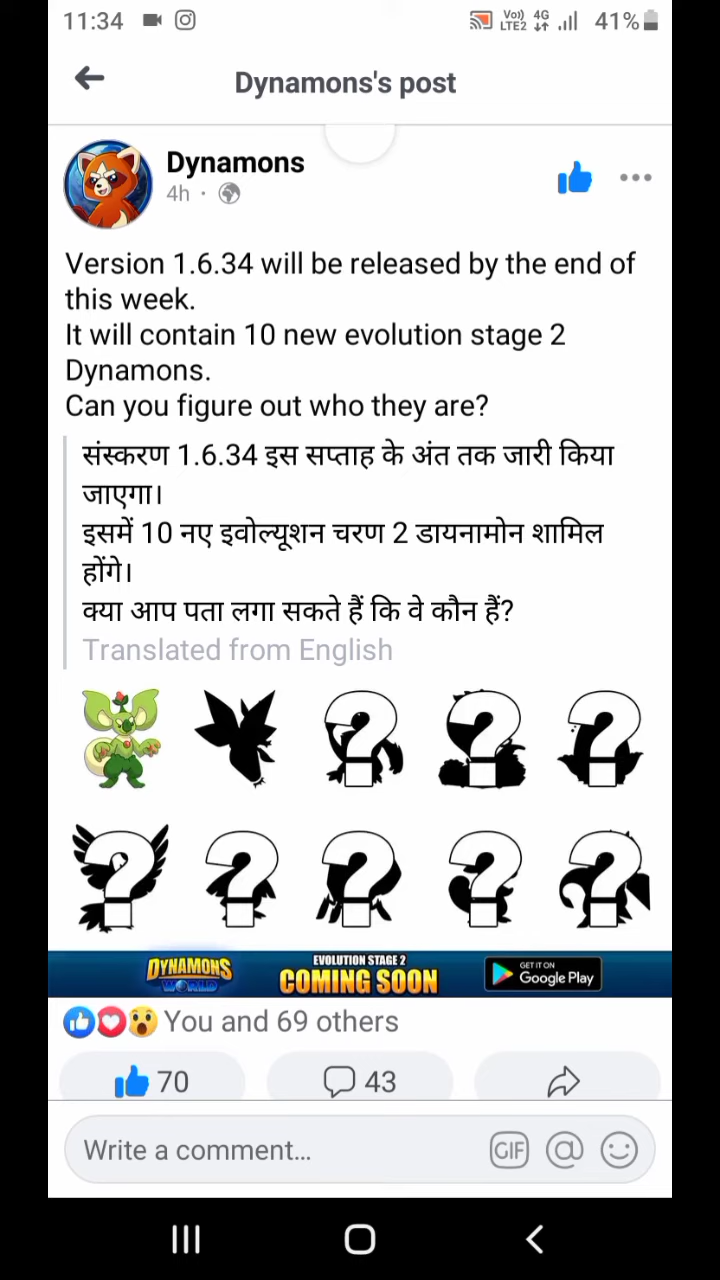 11:34
Vo))
LTE2
4G
41%
Dynamons's post
Dynamons
4h ·
Version 1.6.34 will be released by the end of
this week.
It will contain 10 new evolution stage 2
Dynamons.
Can you figure out who they are?
संस्करण 1.6.34 इस सप्ताह के अंत तक जारी किया
जाएगा।
इसमें 10 नए इवोल्यूशन चरण 2 डायनामोन शामिल
होंगे।
क्या आप पता लगा सकते हैं कि वे कौन हैं?
Translated from English
? ? ?
? ? ? ? ?
DYNAMONS
WORLD
EVOLUTION STAGE 2
COMING SOON
GET IT ON
Google Play
You and 69 others
70
43
Write a comment...
GIF
@